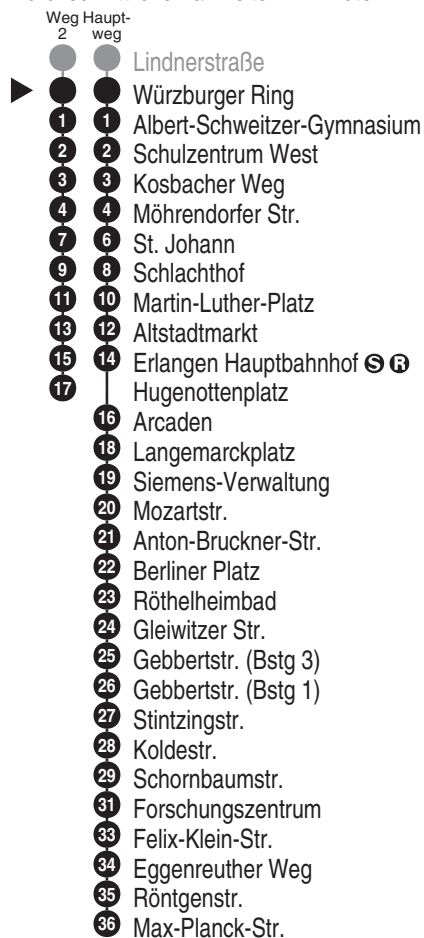 Weg Haupt-
2 weg
Lindnerstraße
Würzburger Ring
1 1 Albert-Schweitzer-Gymnasium
2 2 Schulzentrum West
3 3 Kosbacher Weg
4 4 Möhrendorfer Str.
7 6 St. Johann
9 8 Schlachthof
11 10 Martin-Luther-Platz
13 12 Altstadtmarkt
15 14 Erlangen Hauptbahnhof S R
17 Hugenottenplatz
16 Arcaden
18 Langemarckplatz
19 Siemens-Verwaltung
20 Mozartstr.
21 Anton-Bruckner-Str.
22 Berliner Platz
23 Röthelheimbad
24 Gleiwitzer Str.
25 Gebbertstr. (Bstg 3)
26 Gebbertstr. (Bstg 1)
27 Stintzingstr.
28 Koldestr.
29 Schornbaumstr.
31 Forschungszentrum
33 Felix-Klein-Str.
34 Eggenreuther Weg
35 Röntgenstr.
36 Max-Planck-Str.